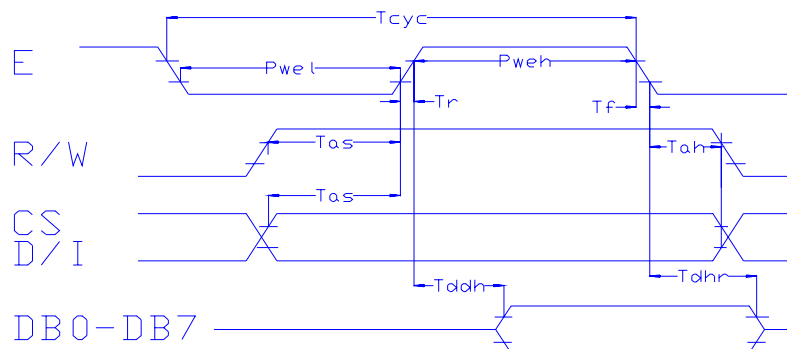 Tcyc
E
Pwel
Pweh
Tr
Tf
R/W
Tas
Tah
Tas
CS
D/I
Tddh
Tdhr
DB0-DB7